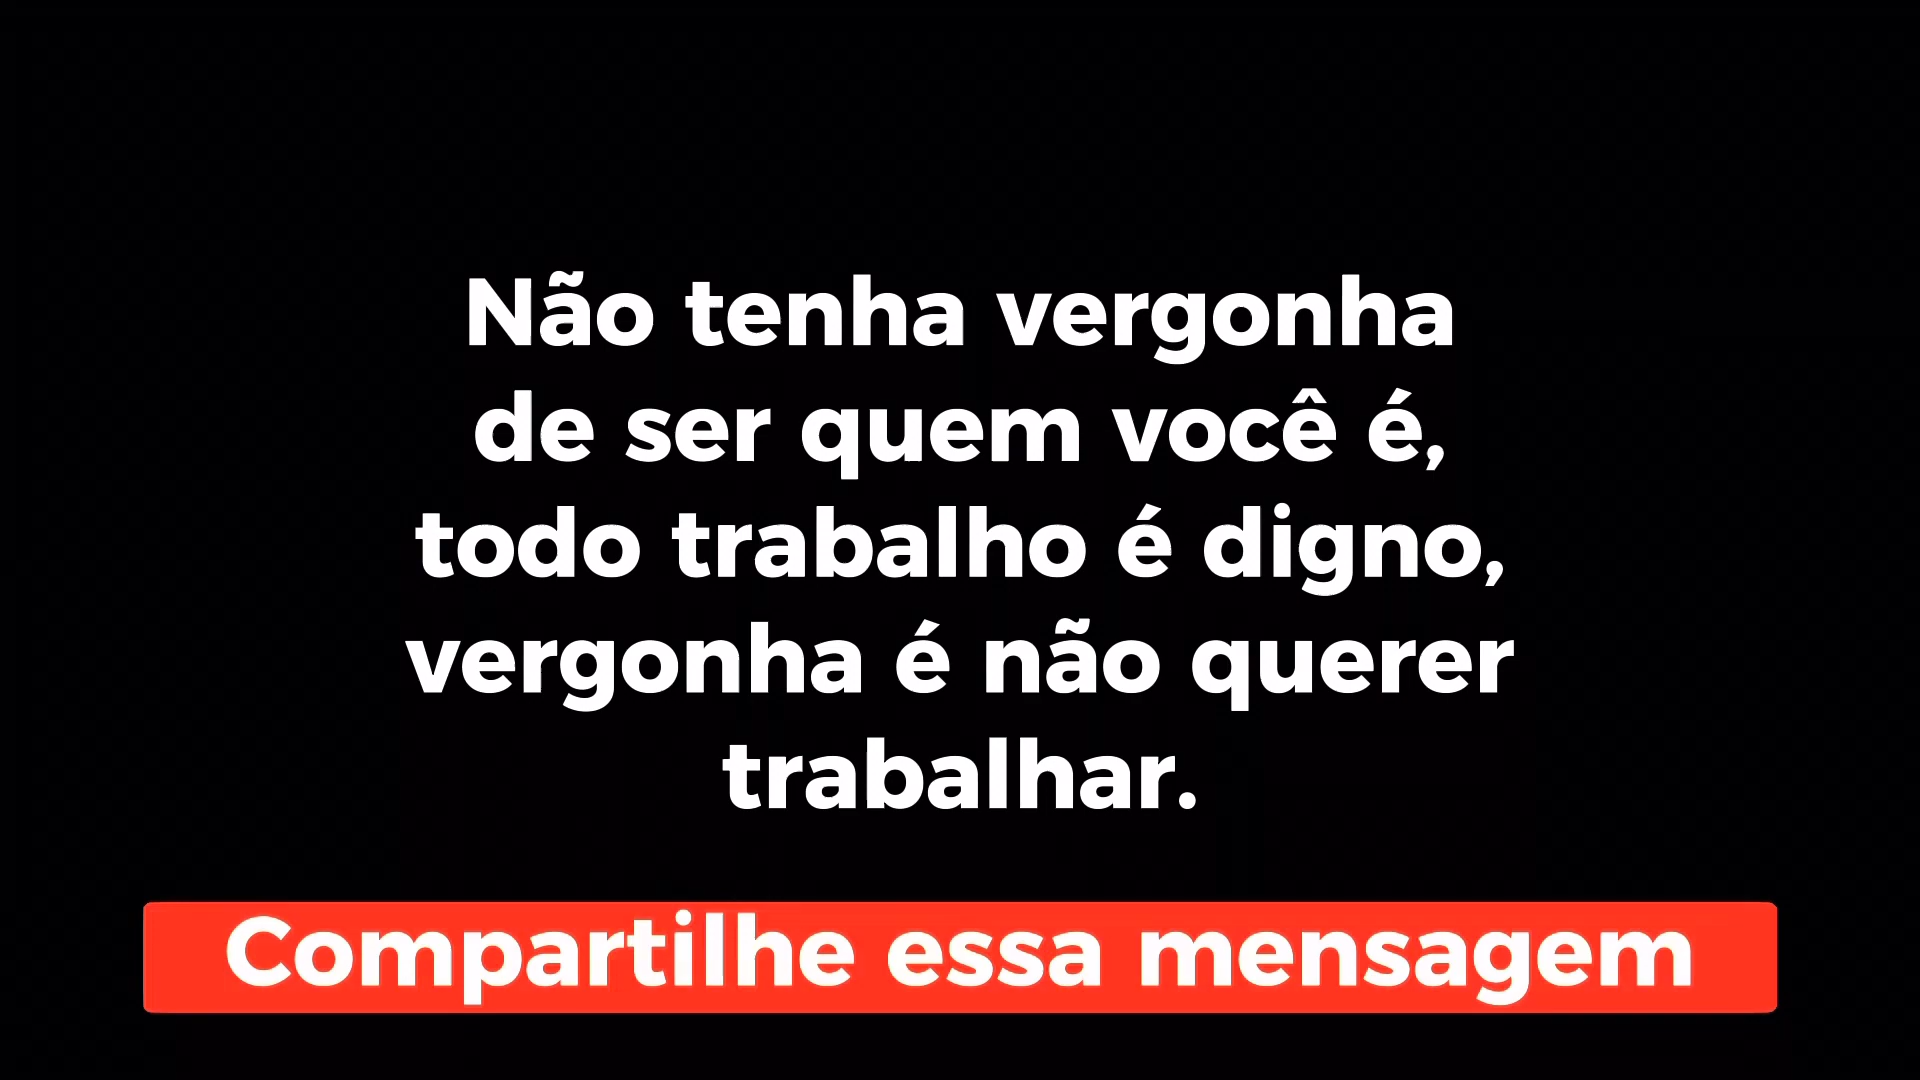 Não tenha vergonha
de ser quem você é,
todo trabalho é digno,
vergonha é não querer
trabalhar.
Compartilhe essa mensagem